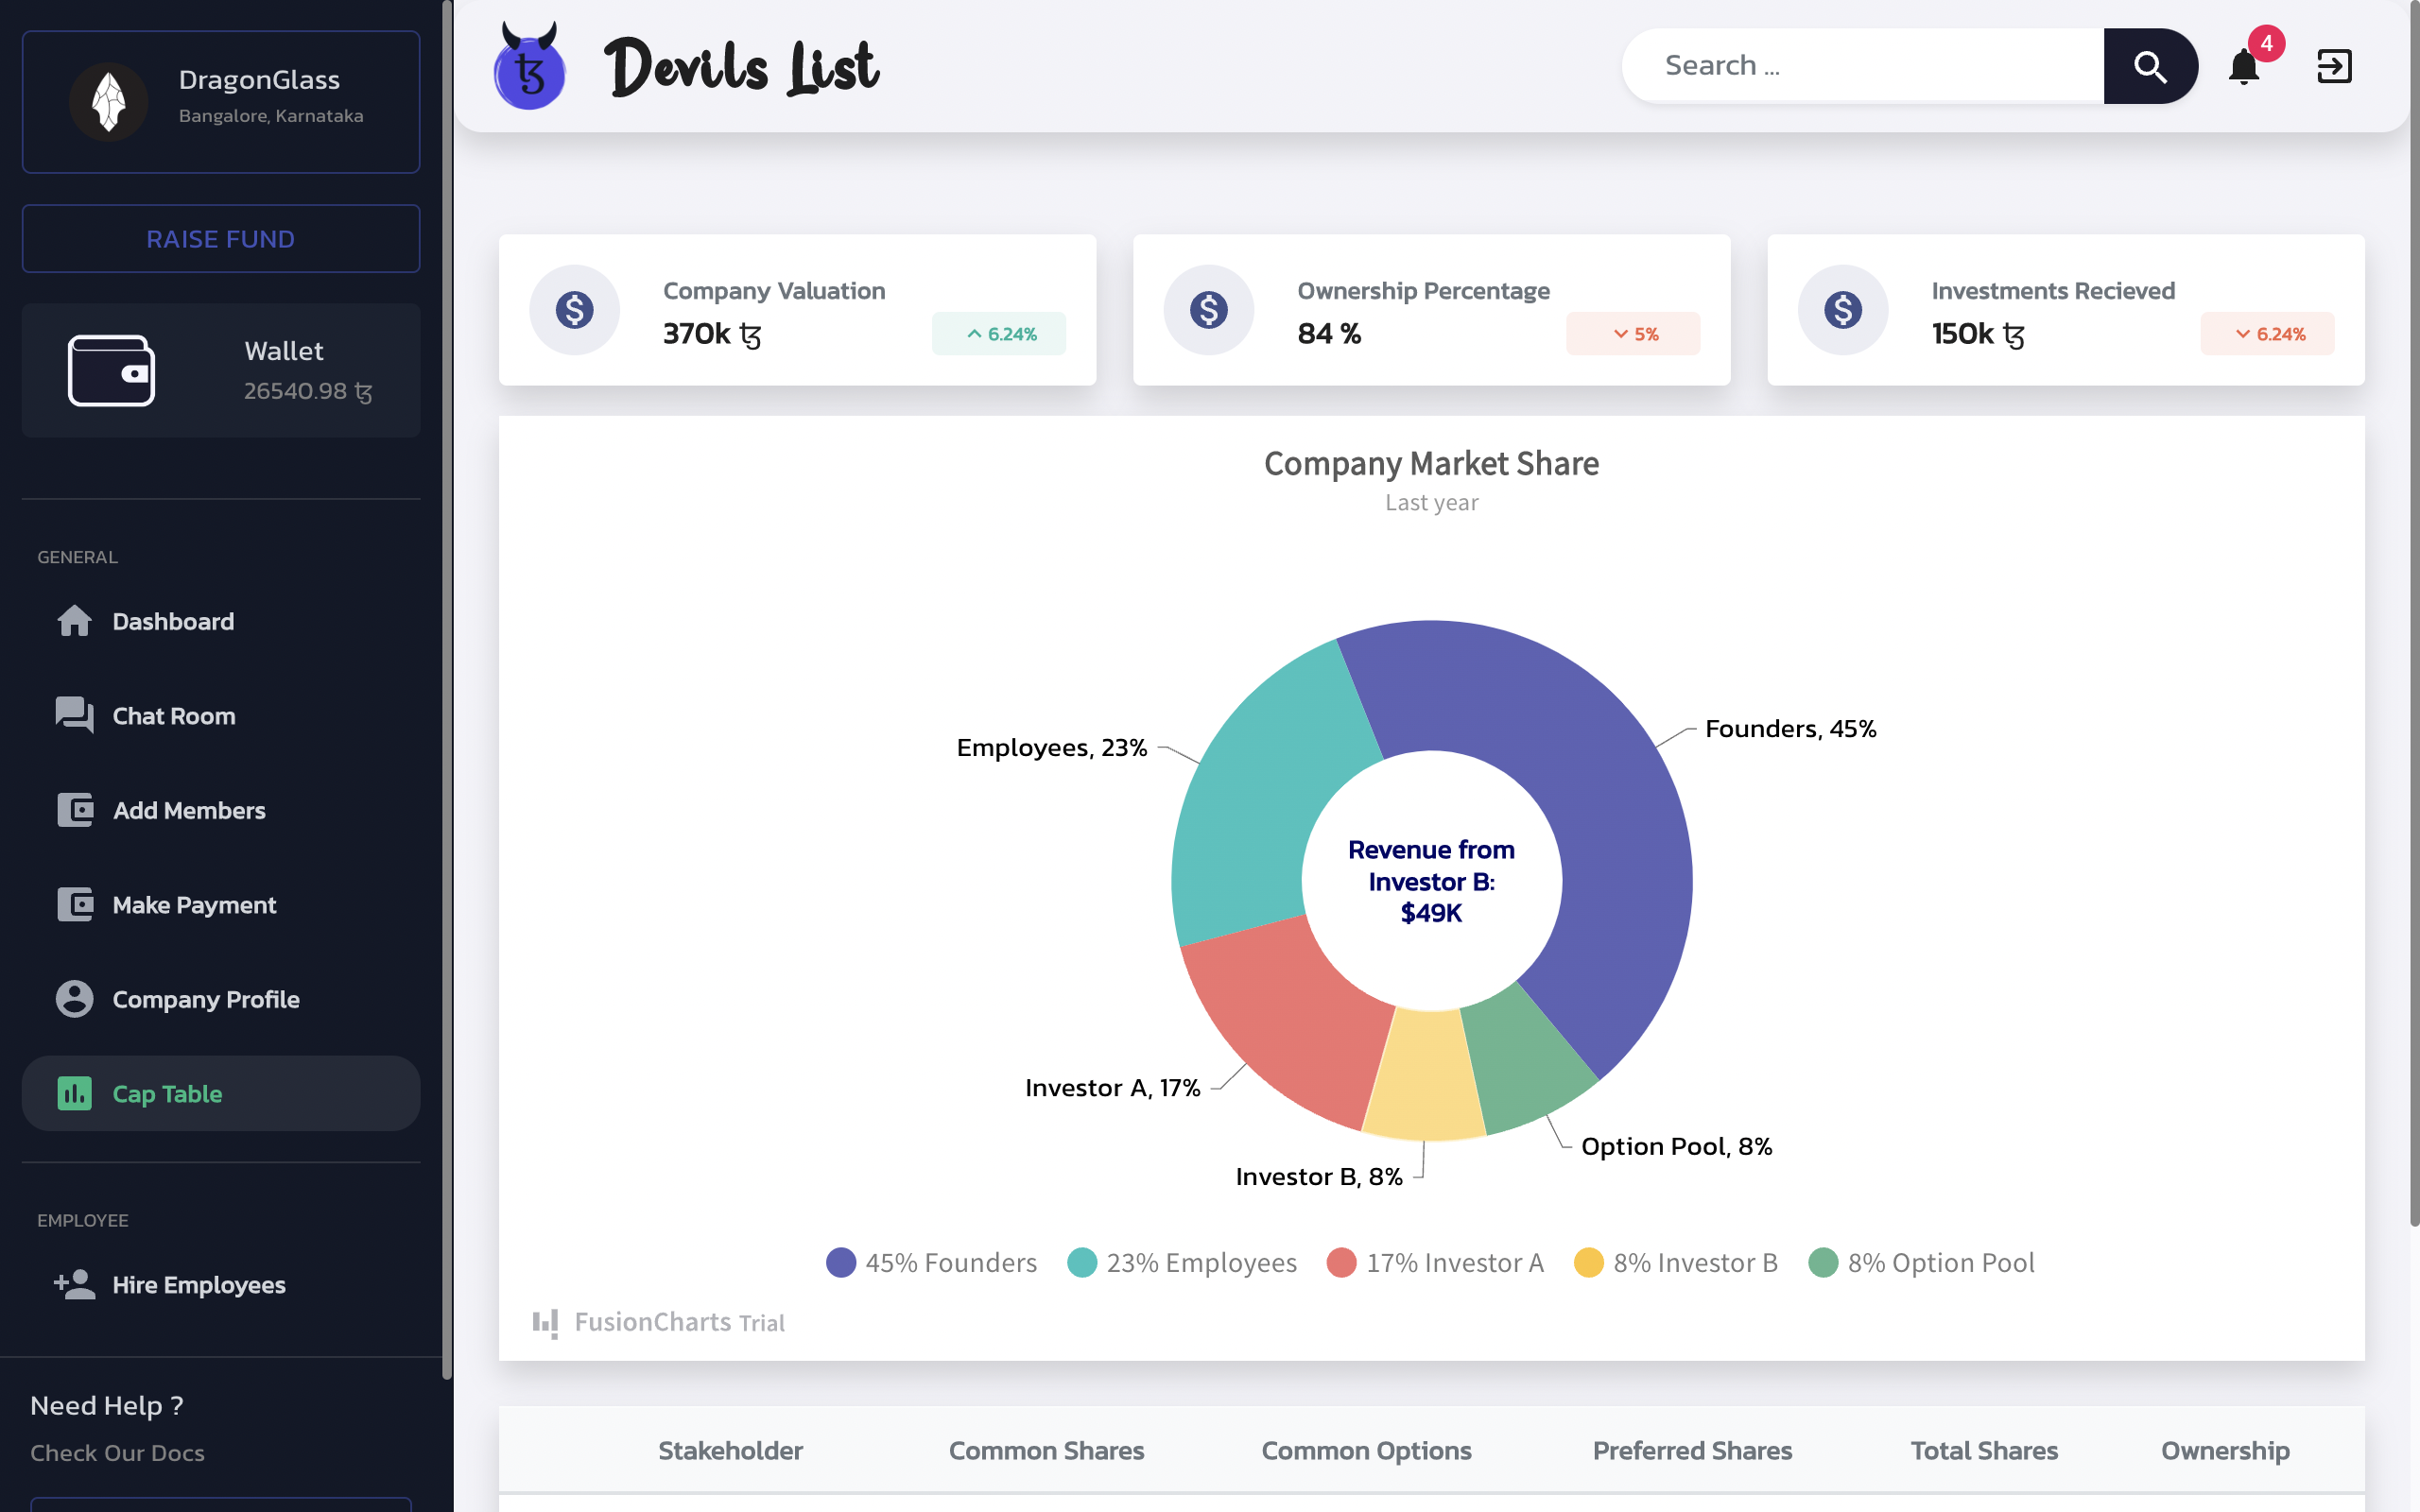 DragonGlass
Bangalore, Karnataka
RAISE FUND
Wallet
26540.98 ꜩ
GENERAL
Dashboard
Chat Room
Add Members
Make Payment
Company Profile
Cap Table
EMPLOYEE
Hire Employees
Need Help ?
Check Our Docs
ꜩ Devils List
Search ...
4
Company Valuation
370k ꜩ
6.24%
Ownership Percentage
84 %
5%
Investments Recieved
150k ꜩ
6.24%
Company Market Share
Last year
Founders, 45%
Employees, 23%
Revenue from
Investor B:
$49K
Investor A, 17%
Option Pool, 8%
Investor B, 8%
45% Founders 23% Employees 17% Investor A 8% Investor B 8% Option Pool
FusionCharts Trial
Stakeholder Common Shares Common Options Preferred Shares Total Shares Ownership